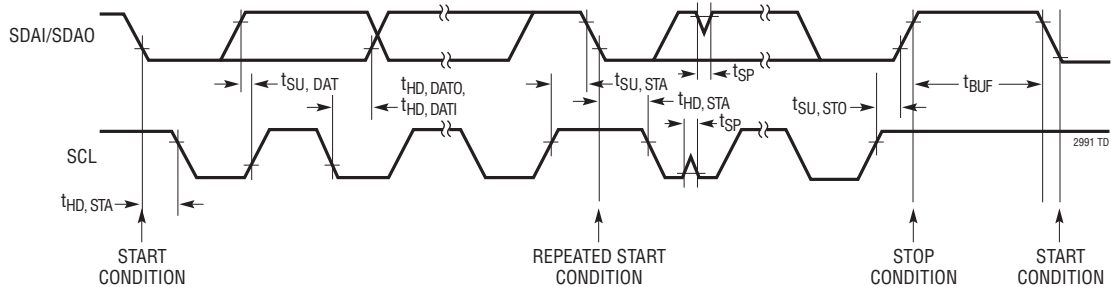 SDAI/SDAO
tSU, DAT
tHD, DATO,
tHD, DATI
tSU, STA
tHD, STA
tSP
tSP
tSU, STO
tBUF
SCL
2991 TD
tHD, STA
START
CONDITION
REPEATED START
CONDITION
STOP
CONDITION
START
CONDITION